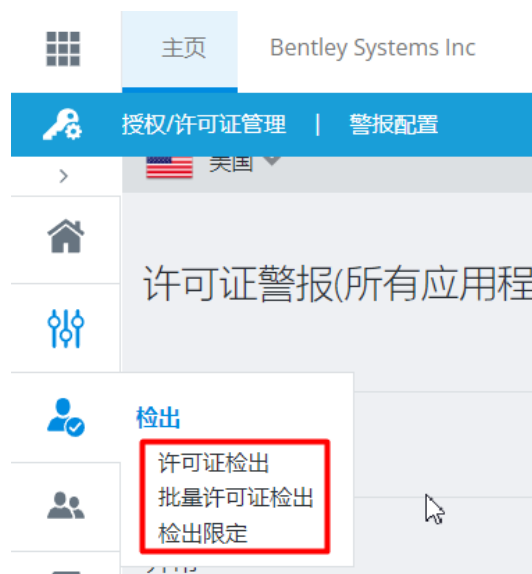 主页 Bentley Systems Inc
授权/许可证管理 | 警报配置
美国
许可证警报(所有应用程
检出
许可证检出
批量许可证检出
检出限定